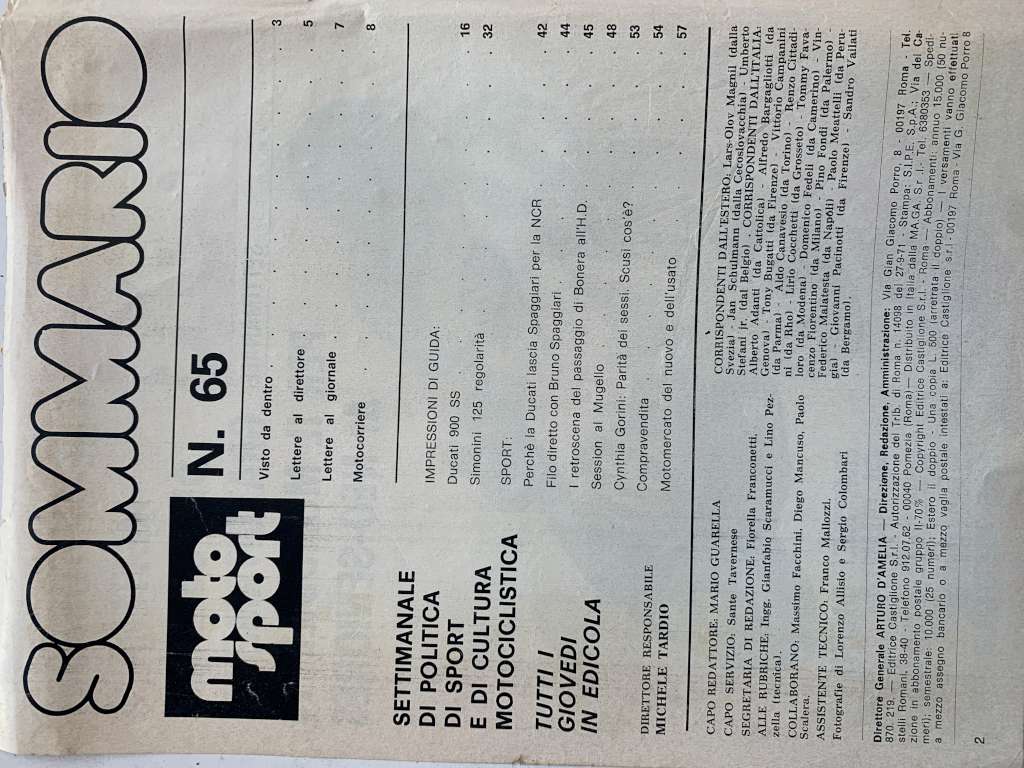 SOMMARIO
moto
sport
N. 65
Visto da dentro . . . . . . 3
Lettere al direttore . . . . . . 5
Lettere al giornale . . . . . . 7
Motocorriere . . . . . . 8
SETTIMANALE
DI POLITICA
DI SPORT
E DI CULTURA
MOTOCICLISTICA
TUTTI I
GIOVEDI
IN EDICOLA
IMPRESSIONI DI GUIDA:
Ducati 900 SS . . . . . . 16
Simonini 125 regolarità . . . . . . 32
SPORT:
Perchè la Ducati lascia Spaggiari per la NCR 42
Filo diretto con Bruno Spaggiari . . . . . 44
I retroscena del passaggio di Bonera all'H.D. 45
Session al Mugello . . . . . . 48
Cynthia Gorini: Parità dei sessi. Scusi cos'è? 53
Compravendita . . . . . . 54
Motomercato del nuovo e dell'usato . . . . 57
DIRETTORE RESPONSABILE
MICHELE TARDIO
CAPO REDATTORE: MARIO GUARELLA
CAPO SERVIZIO: Sante Tavernese
SEGRETARIA DI REDAZIONE: Fiorella Franconetti.
ALLE RUBRICHE: Ingg. Gianfabio Scaramucci e Lino Pez-
zella (tecnica).
COLLABORANO: Massimo Facchini, Diego Mancuso, Paolo
Scalera.
ASSISTENTE TECNICO: Franco Mallozzi.
Fotografie di Lorenzo Allisio e Sergio Colombari
CORRISPONDENTI DALL'ESTERO: Lars-Olov Magnil (dalla
Svezia) - Jan Schulmann (dalla Cecoslovacchia) - Umberto
Stefani jr. (dal Belgio) - CORRISPONDENTI DALL'ITALIA:
Alberto Adanti (da Cattolica) - Alfredo Bargagliotti (da
Genova) - Tony Bugatti (da Firenze) - Vittorio Campanini
(da Parma) - Aldo Canavesio (da Torino) - Renzo Cittadi-
ni (da Rho) - Lirio Cocchetti (da Grosseto) - Tommy Fava-
loro (da Modena) - Domenico Fedeli (da Camerino) - Vin-
cenzo Fiorentino (da Milano) - Pino Fondi (da Palermo) -
Federico Malatesta (da Napoli) - Paolo Meattelli (da Peru-
gia) - Giovanni Pacinotti (da Firenze) - Sandro Vallati
(da Bergamo).
Direttore Generale ARTURO D'AMELIA — Direzione, Redazione, Amministrazione: Via Gian Giacomo Porro, 8 - 00197 Roma - Tel.
870. 219. — Editrice Castiglione S.r.l. - Autorizzazione del Trib. di Roma n. 14098 del 27-9-71 - Stampa: S.I.P.E. S.p.A.; Via dei Ca-
stelli Romani, 38-40 - Telefono 912.07.62 - 00040 Pomezia (Roma) — Distribuito in Italia dalla MA.GA. S.r.l.- Tel. 6380353 — Spedi-
zione in abbonamento postale gruppo II-70% — Copyright Editrice Castiglione S.r.l. - Roma — Abbonamenti: annuo 15.000 (50 nu-
meri); semestrale: 10.000 (25 numeri); Estero il doppio - Una copia L. 500 (arretrata il doppio) — I versamenti vanno effettuati
a mezzo assegno bancario o a mezzo vaglia postale intestati a: Editrice Castiglione s.r.l. 00197 Roma - Via G. Giacomo Porro 8
2